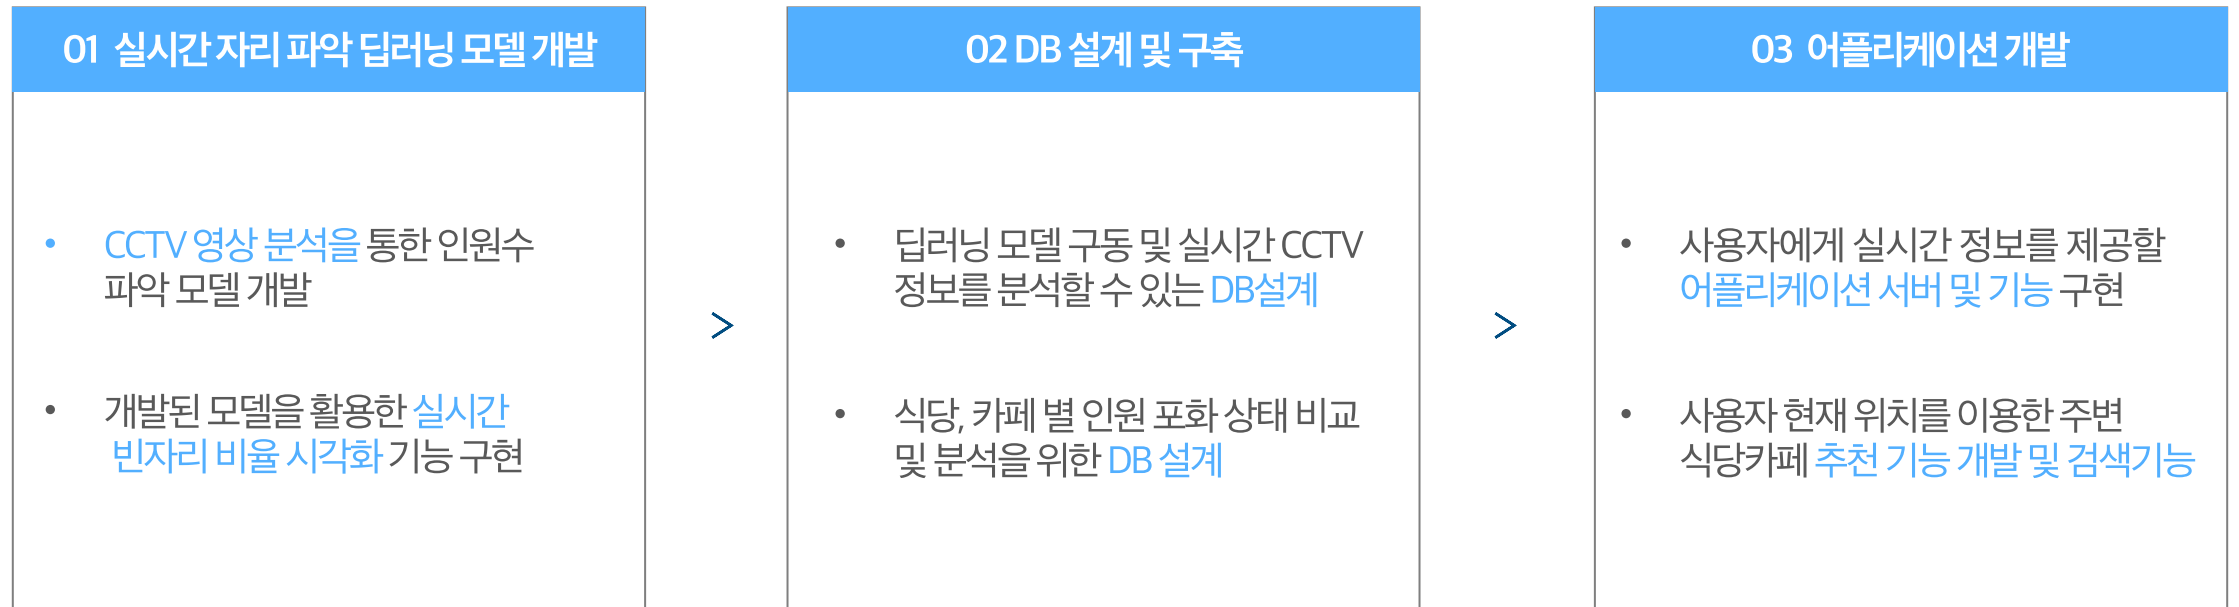 01 실시간 자리 파악 딥러닝 모델 개발
• CCTV 영상 분석을 통한 인원수
파악 모델 개발
• 개발된 모델을 활용한 실시간
빈자리 비율 시각화 기능 구현
>
02 DB 설계 및 구축
• 딥러닝 모델 구동 및 실시간 CCTV
정보를 분석할 수 있는 DB설계
• 식당, 카페 별 인원 포화 상태 비교
및 분석을 위한 DB 설계
>
03 어플리케이션 개발
• 사용자에게 실시간 정보를 제공할
어플리케이션 서버 및 기능 구현
• 사용자 현재 위치를 이용한 주변
식당카페 추천 기능 개발 및 검색기능